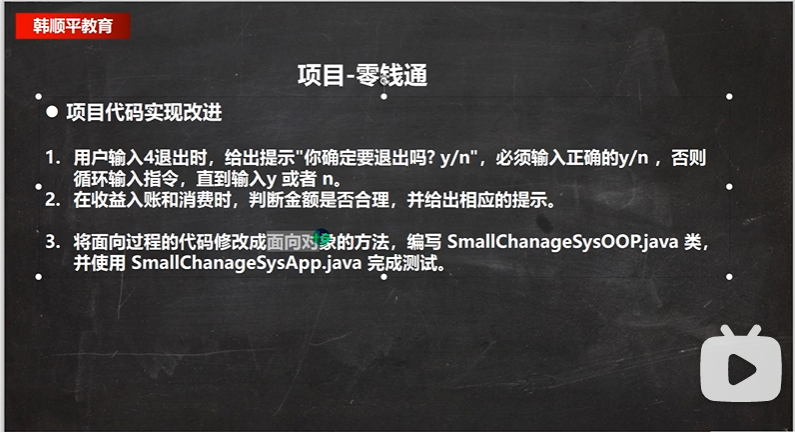 韩顺平教育
项目-零钱通
● 项目代码实现改进
1. 用户输入4退出时，给出提示"你确定要退出吗? y/n"，必须输入正确的y/n ，否则
循环输入指令，直到输入y 或者 n。
2. 在收益入账和消费时，判断金额是否合理，并给出相应的提示。
3. 将面向过程的代码修改成面向对象的方法，编写 SmallChanageSysOOP.java 类，
并使用 SmallChanageSysApp.java 完成测试。